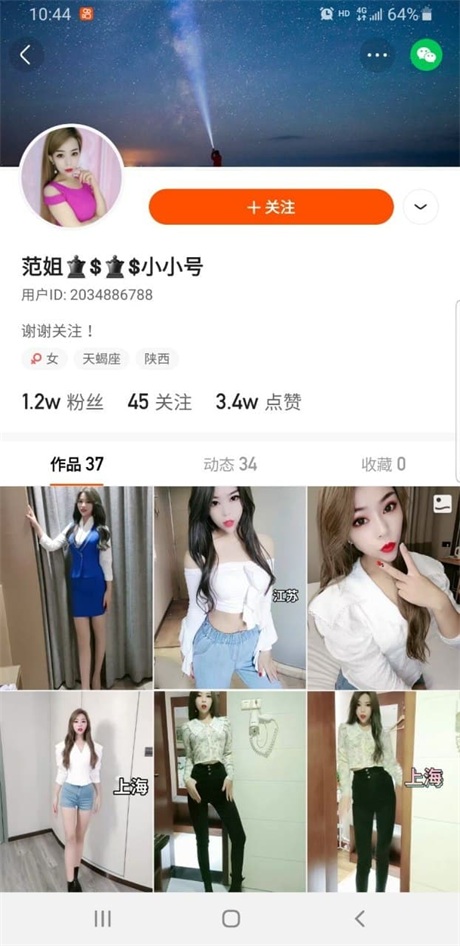 10:44 HD 4G 64%
+ 关注
范姐$$小小号
用户ID: 2034886788
谢谢关注！
女 天蝎座 陕西
1.2w 粉丝 45 关注 3.4w 点赞
作品 37 动态 34 收藏 0
江苏
上海
上海